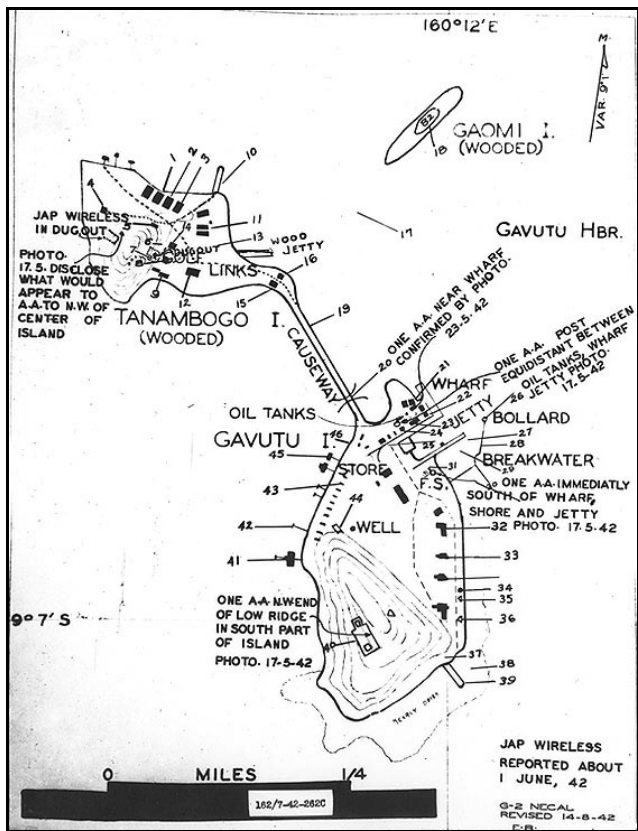 160°12'E
M.
VAR. 9°1'
82
18
GAOMI I.
(WOODED)
10
1
2
3
4
11
JAP WIRELESS
IN DUGOUT
5
6
4
7
8
DUGOUT
GOLF
LINKS
13
WOOD
JETTY
17
GAVUTU HBR.
PHOTO.
17.5. DISCLOSE
WHAT WOULD
APPEAR TO
A.A. TO N.W. OF
CENTER OF
ISLAND
9
12
15
16
TANAMBOGO I.
(WOODED)
CAUSEWAY
19
20
ONE A.A. NEAR WHARF
CONFIRMED BY PHOTO.
23-5-42
21
ONE A.A. POST
EQUIDISTANT BETWEEN
OIL TANKS, WHARF
JETTY PHOTO.
17.5-42
WHARF
22
23
24
25
26
JETTY
BOLLARD
27
28
OIL TANKS
GAVUTU I.
46
45
STORE
BREAKWATER
29
30
31
F.S.
ONE A.A. IMMEDIATLY
SOUTH OF WHARF,
SHORE AND JETTY
PHOTO. 17-5-42
32
43
44
42
WELL
41
33
34
35
36
9° 7' S
ONE A.A. N.W. END
OF LOW RIDGE
IN SOUTH PART
OF ISLAND
PHOTO. 17-5-42
37
38
39
0 MILES 1/4
162/7-42-262C
JAP WIRELESS
REPORTED ABOUT
1 JUNE, 42
G-2 NECAL
REVISED 14-8-42